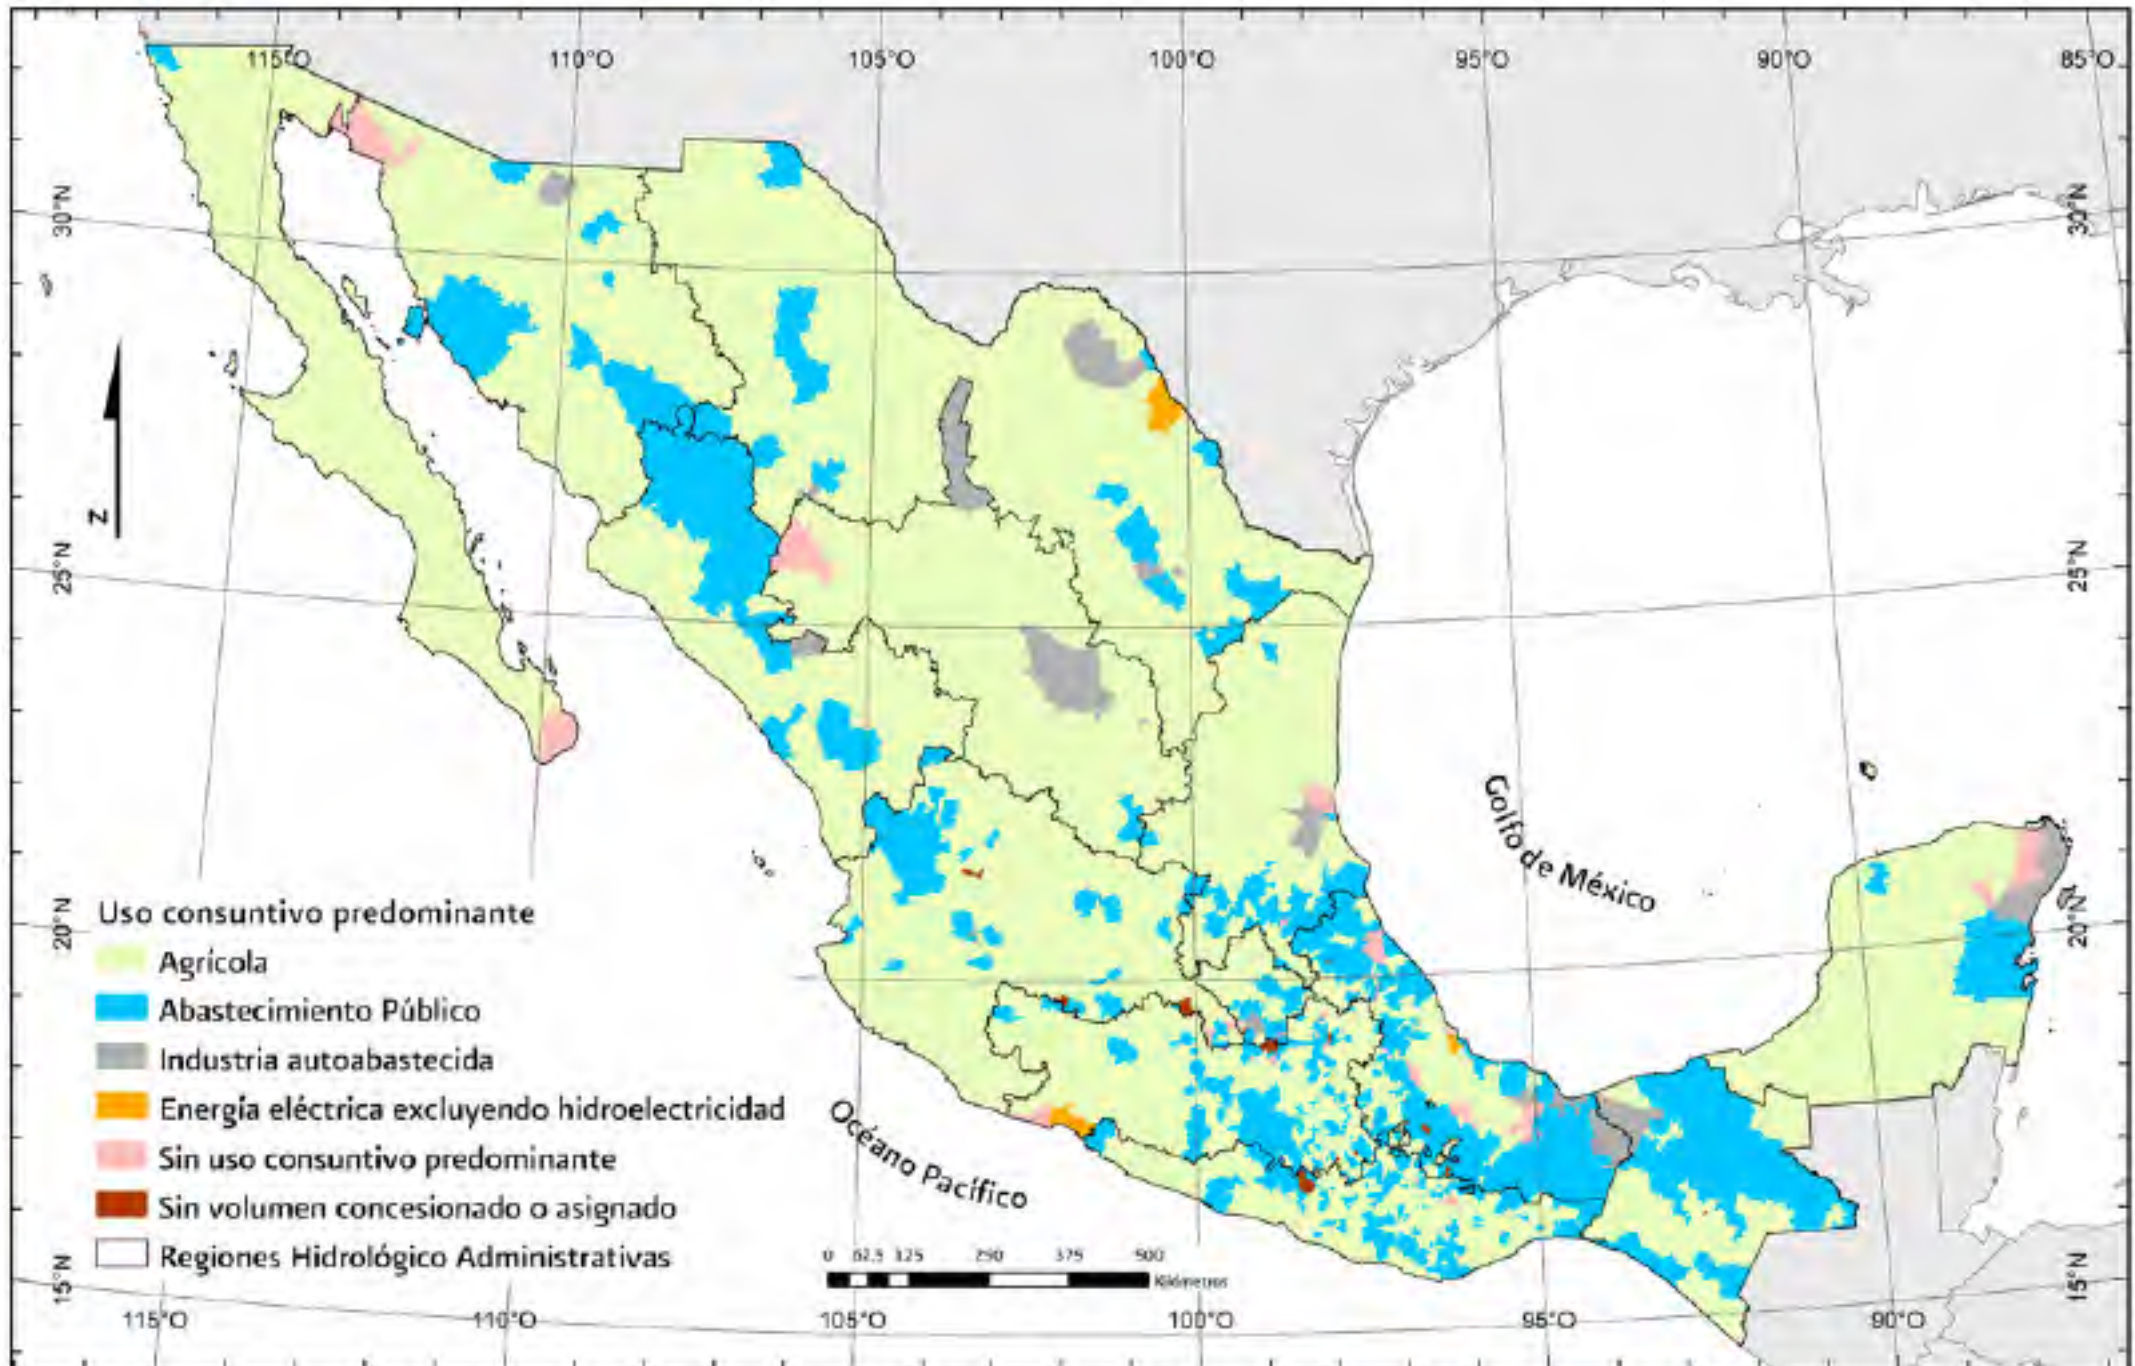 115°O 110°O 105°O 100°O 95°O 90°O 85°O
30°N 30°N
25°N 25°N
N
Golfo de México
Uso consuntivo predominante
Agrícola
Abastecimiento Público
Industria autoabastecida
Energía eléctrica excluyendo hidroelectricidad
Sin uso consuntivo predominante
Sin volumen concesionado o asignado
Regiones Hidrológico Administrativas
20°N 20°N
Océano Pacífico
0 62.5 125 250 375 500
Kilómetros
15°N 15°N
115°O 110°O 105°O 100°O 95°O 90°O